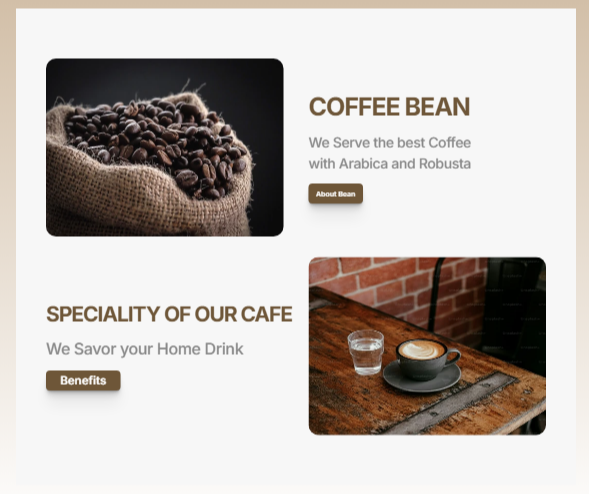 COFFEE BEAN
We Serve the best Coffee
with Arabica and Robusta
About Bean
SPECIALITY OF OUR CAFE
We Savor your Home Drink
Benefits